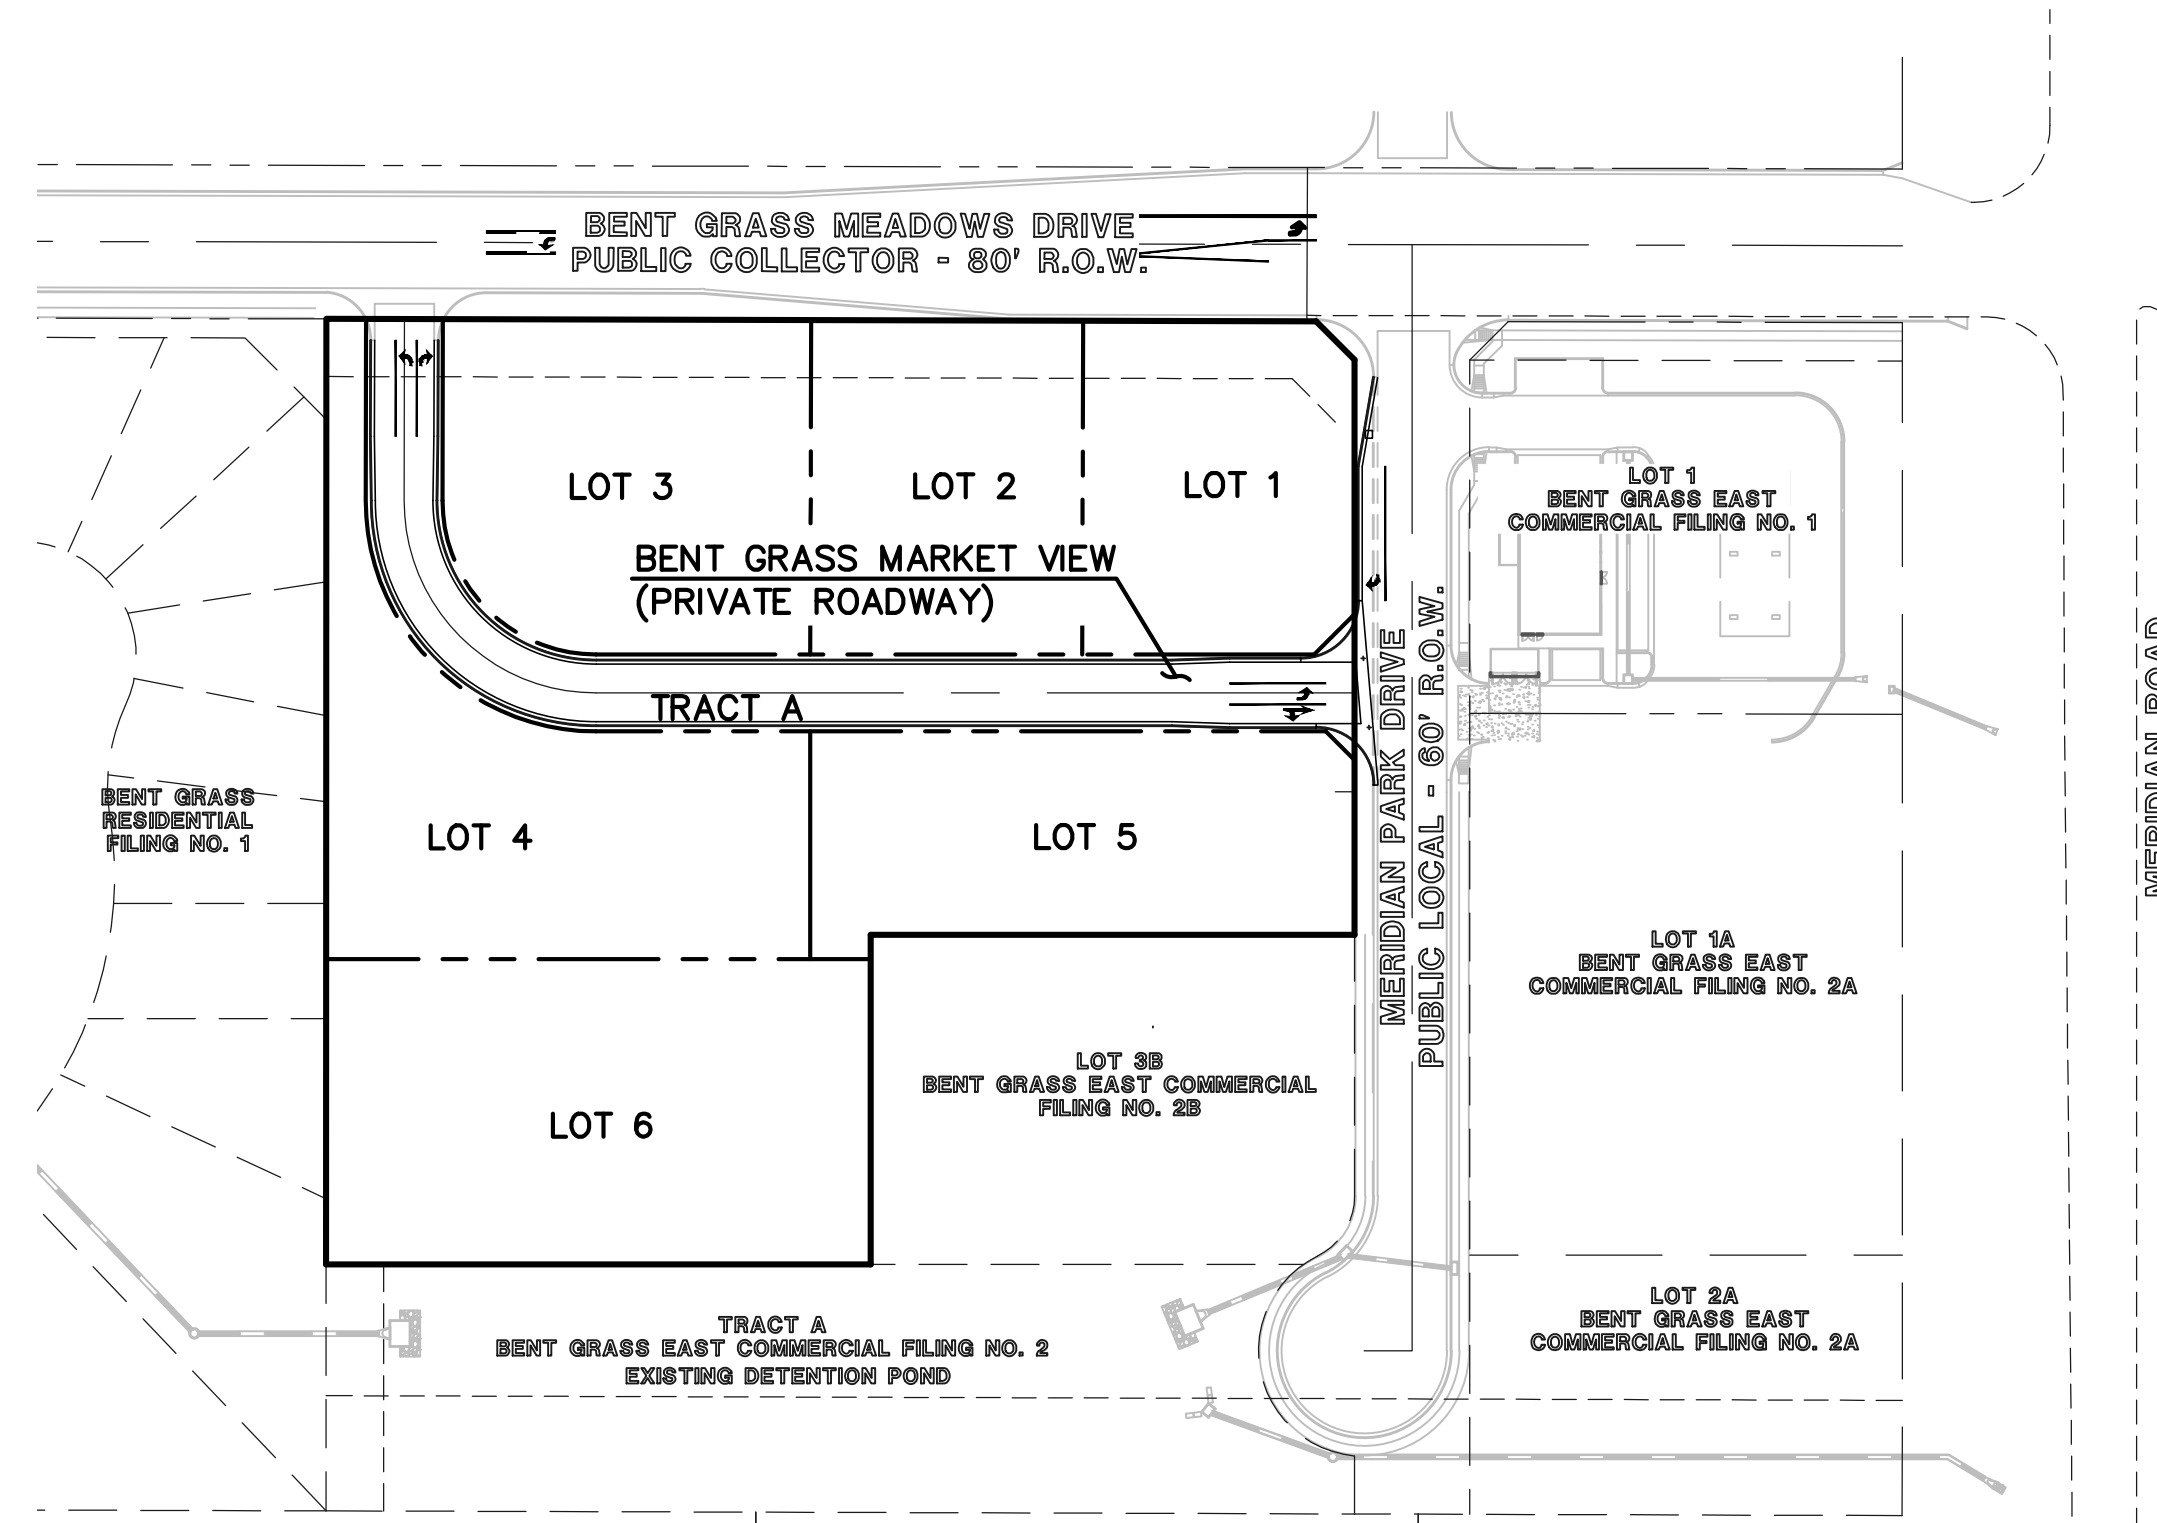 BENT GRASS MEADOWS DRIVE
PUBLIC COLLECTOR - 80' R.O.W.
LOT 3
LOT 2
LOT 1
LOT 1
BENT GRASS EAST
COMMERCIAL FILING NO. 1
BENT GRASS MARKET VIEW
(PRIVATE ROADWAY)
TRACT A
MERIDIAN PARK DRIVE
PUBLIC LOCAL - 60' R.O.W.
MERIDIAN ROAD
BENT GRASS
RESIDENTIAL
FILING NO. 1
LOT 4
LOT 5
LOT 1A
BENT GRASS EAST
COMMERCIAL FILING NO. 2A
LOT 3B
BENT GRASS EAST COMMERCIAL
FILING NO. 2B
LOT 6
TRACT A
BENT GRASS EAST COMMERCIAL FILING NO. 2
EXISTING DETENTION POND
LOT 2A
BENT GRASS EAST
COMMERCIAL FILING NO. 2A